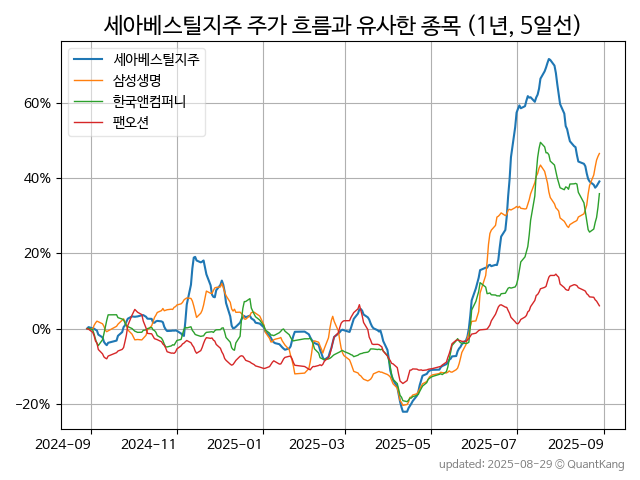 세아베스틸지주 주가 흐름과 유사한 종목 (1년, 5일선)
세아베스틸지주
삼성생명
한국앤컴퍼니
팬오션
60%
40%
20%
0%
−20%
2024-09 2024-11 2025-01 2025-03 2025-05 2025-07 2025-09
updated: 2025-08-29 © QuantKang